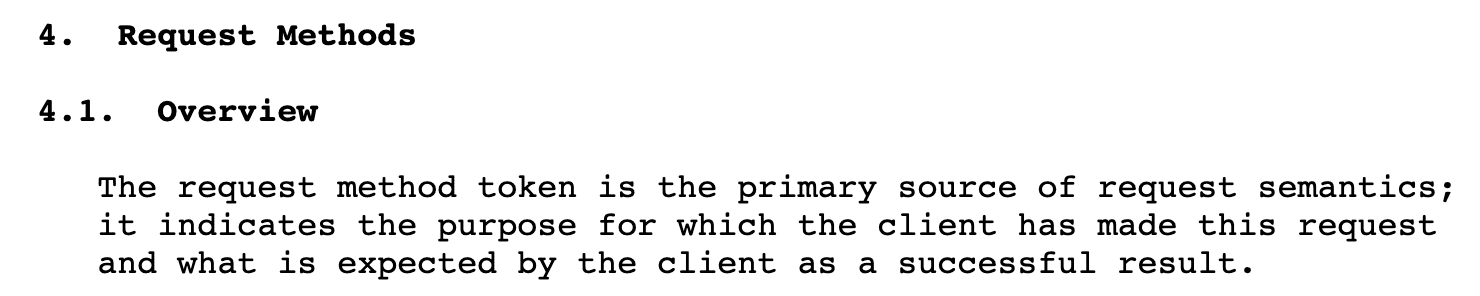 4.  Request Methods
4.1.  Overview
The request method token is the primary source of request semantics;
it indicates the purpose for which the client has made this request
and what is expected by the client as a successful result.